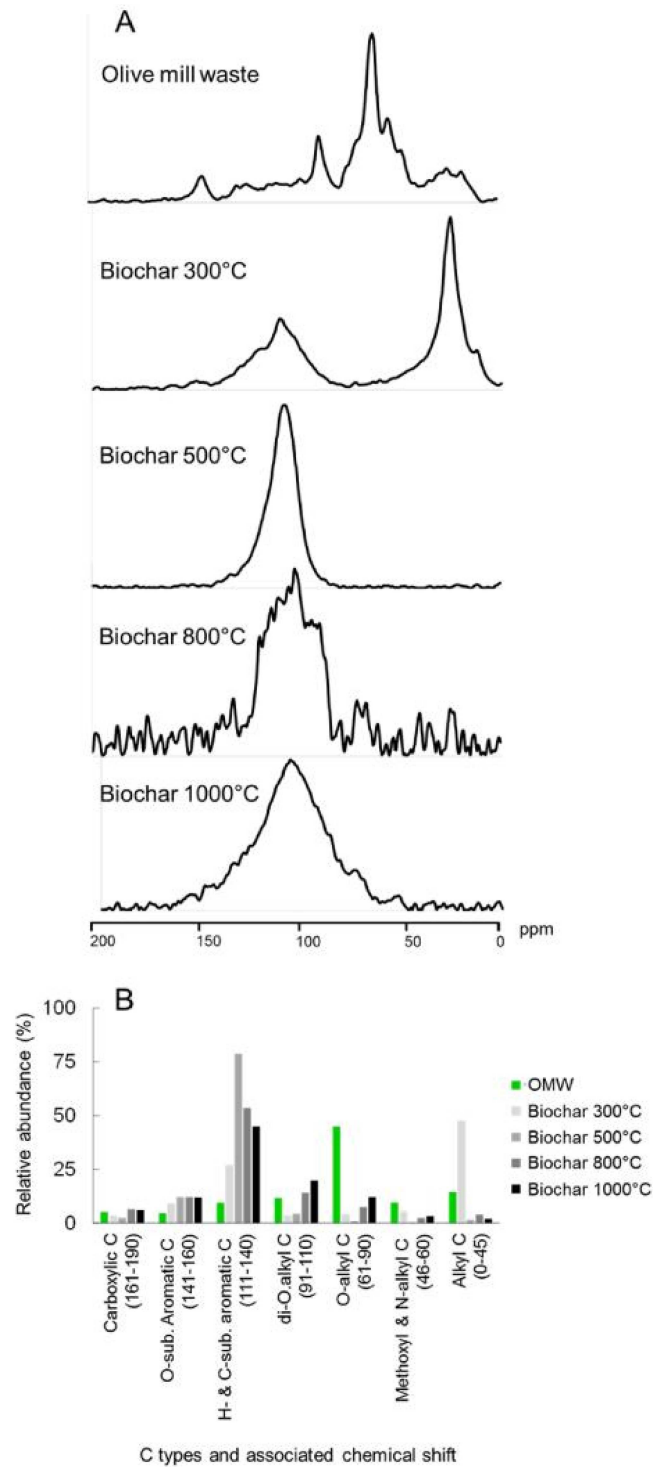 A
Olive mill waste
Biochar 300°C
Biochar 500°C
Biochar 800°C
Biochar 1000°C
200 150 100 50 0 ppm
B
Relative abundance (%)
100
75
50
25
0
OMW
Biochar 300°C
Biochar 500°C
Biochar 800°C
Biochar 1000°C
Carboxylic C
(161-190)
O-sub. Aromatic C
(141-160)
H- & C-sub. aromatic C
(111-140)
di-O.alkyl C
(91-110)
O-alkyl C
(61-90)
Methoxyl & N-alkyl C
(46-60)
Alkyl C
(0-45)
C types and associated chemical shift